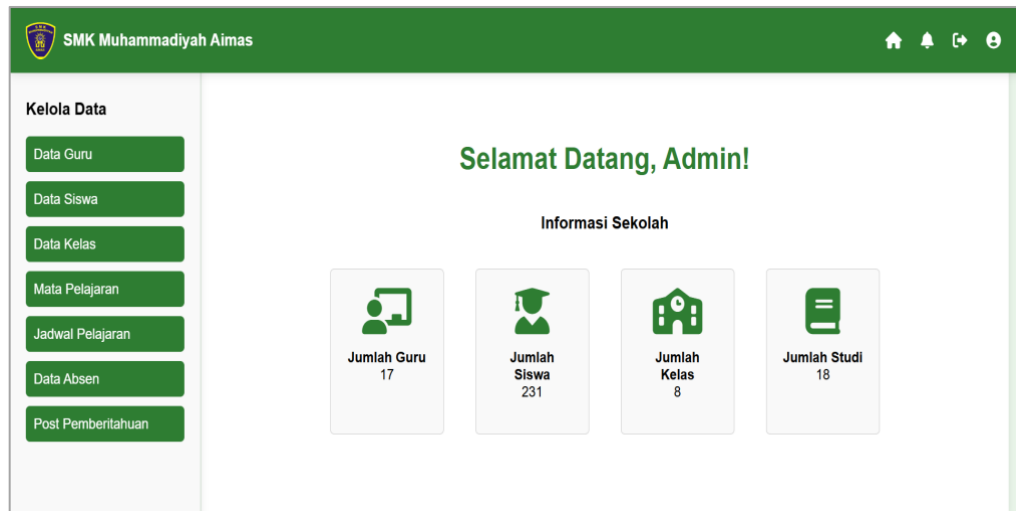 SMK Muhammadiyah Aimas
Kelola Data
Data Guru
Data Siswa
Data Kelas
Mata Pelajaran
Jadwal Pelajaran
Data Absen
Post Pemberitahuan
Selamat Datang, Admin!
Informasi Sekolah
Jumlah Guru
17
Jumlah
Siswa
231
Jumlah
Kelas
8
Jumlah Studi
18